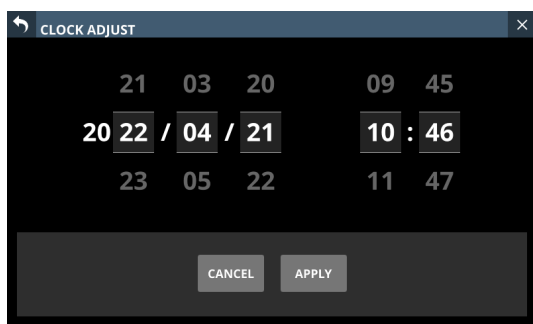 CLOCK ADJUST
21 03 20 09 45
20 22 / 04 / 21 10 : 46
23 05 22 11 47
CANCEL APPLY